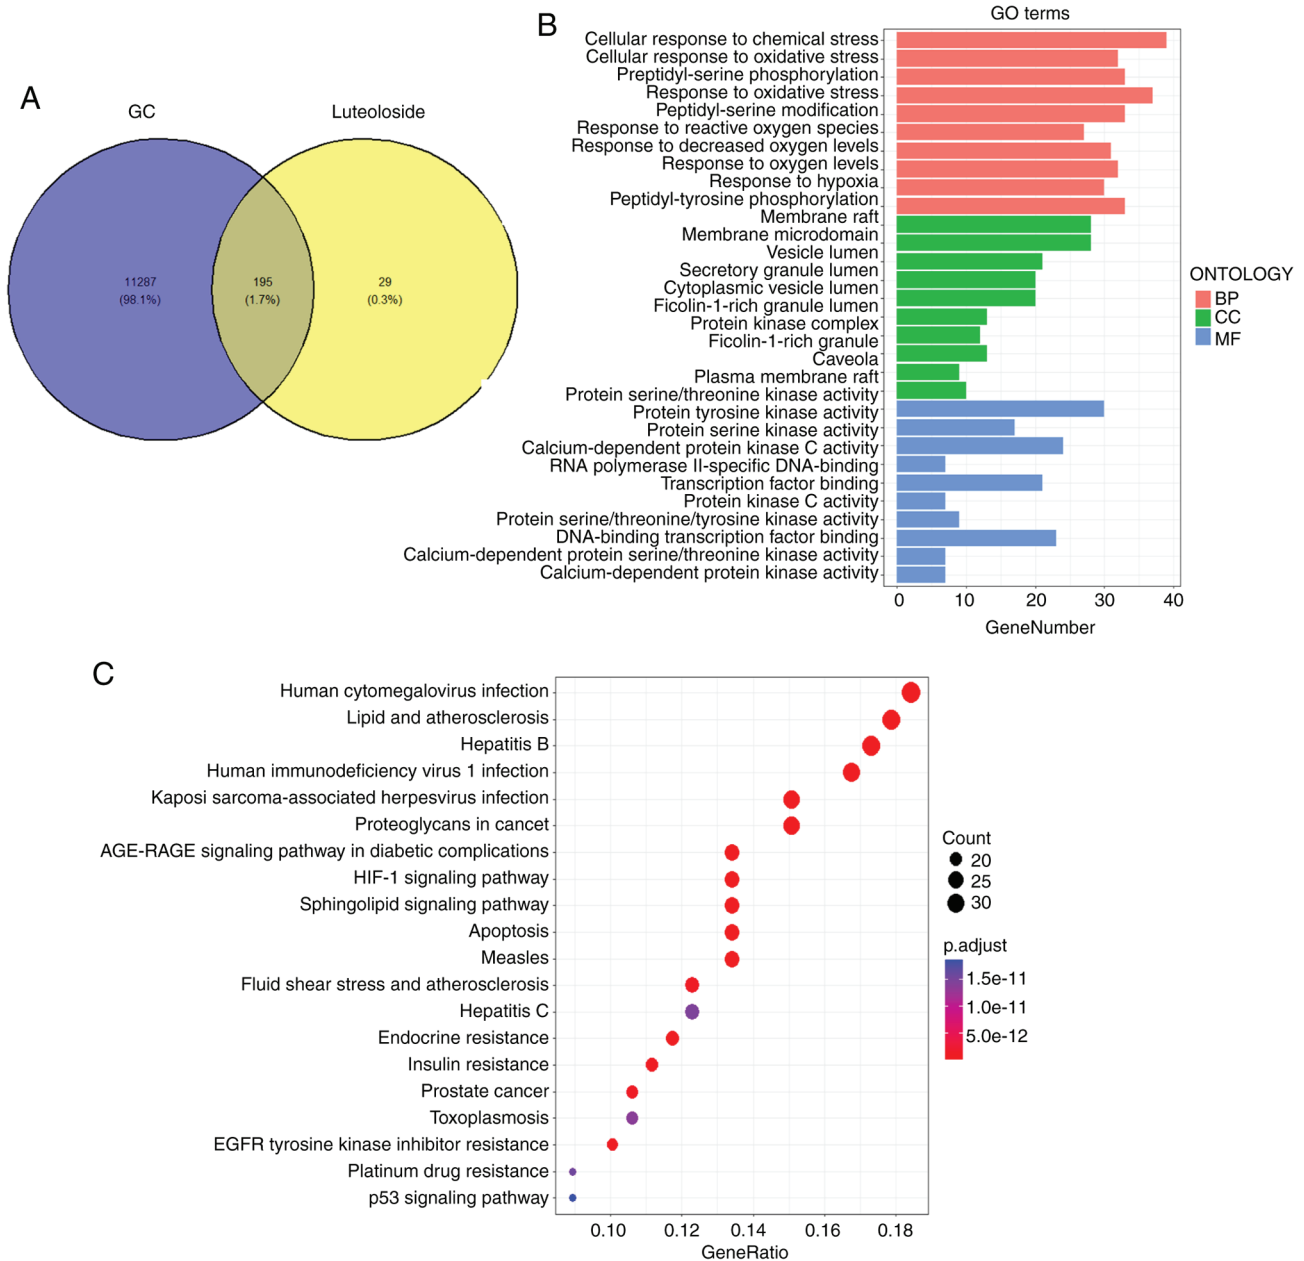 A
GC
Luteoloside
11287
(98.1%)
195
(1.7%)
29
(0.3%)
B
GO terms
Cellular response to chemical stress
Cellular response to oxidative stress
Preptidyl-serine phosphorylation
Response to oxidative stress
Peptidyl-serine modification
Response to reactive oxygen species
Response to decreased oxygen levels
Response to oxygen levels
Response to hypoxia
Peptidyl-tyrosine phosphorylation
Membrane raft
Membrane microdomain
Vesicle lumen
Secretory granule lumen
Cytoplasmic vesicle lumen
Ficolin-1-rich granule lumen
Protein kinase complex
Ficolin-1-rich granule
Caveola
Plasma membrane raft
Protein serine/threonine kinase activity
Protein tyrosine kinase activity
Protein serine kinase activity
Calcium-dependent protein kinase C activity
RNA polymerase II-specific DNA-binding
Transcription factor binding
Protein kinase C activity
Protein serine/threonine/tyrosine kinase activity
DNA-binding transcription factor binding
Calcium-dependent protein serine/threonine kinase activity
Calcium-dependent protein kinase activity
0 10 20 30 40
GeneNumber
ONTOLOGY
BP
CC
MF
C
Human cytomegalovirus infection
Lipid and atherosclerosis
Hepatitis B
Human immunodeficiency virus 1 infection
Kaposi sarcoma-associated herpesvirus infection
Proteoglycans in cancet
AGE-RAGE signaling pathway in diabetic complications
HIF-1 signaling pathway
Sphingolipid signaling pathway
Apoptosis
Measles
Fluid shear stress and atherosclerosis
Hepatitis C
Endocrine resistance
Insulin resistance
Prostate cancer
Toxoplasmosis
EGFR tyrosine kinase inhibitor resistance
Platinum drug resistance
p53 signaling pathway
0.10 0.12 0.14 0.16 0.18
GeneRatio
Count
20
25
30
p.adjust
1.5e-11
1.0e-11
5.0e-12